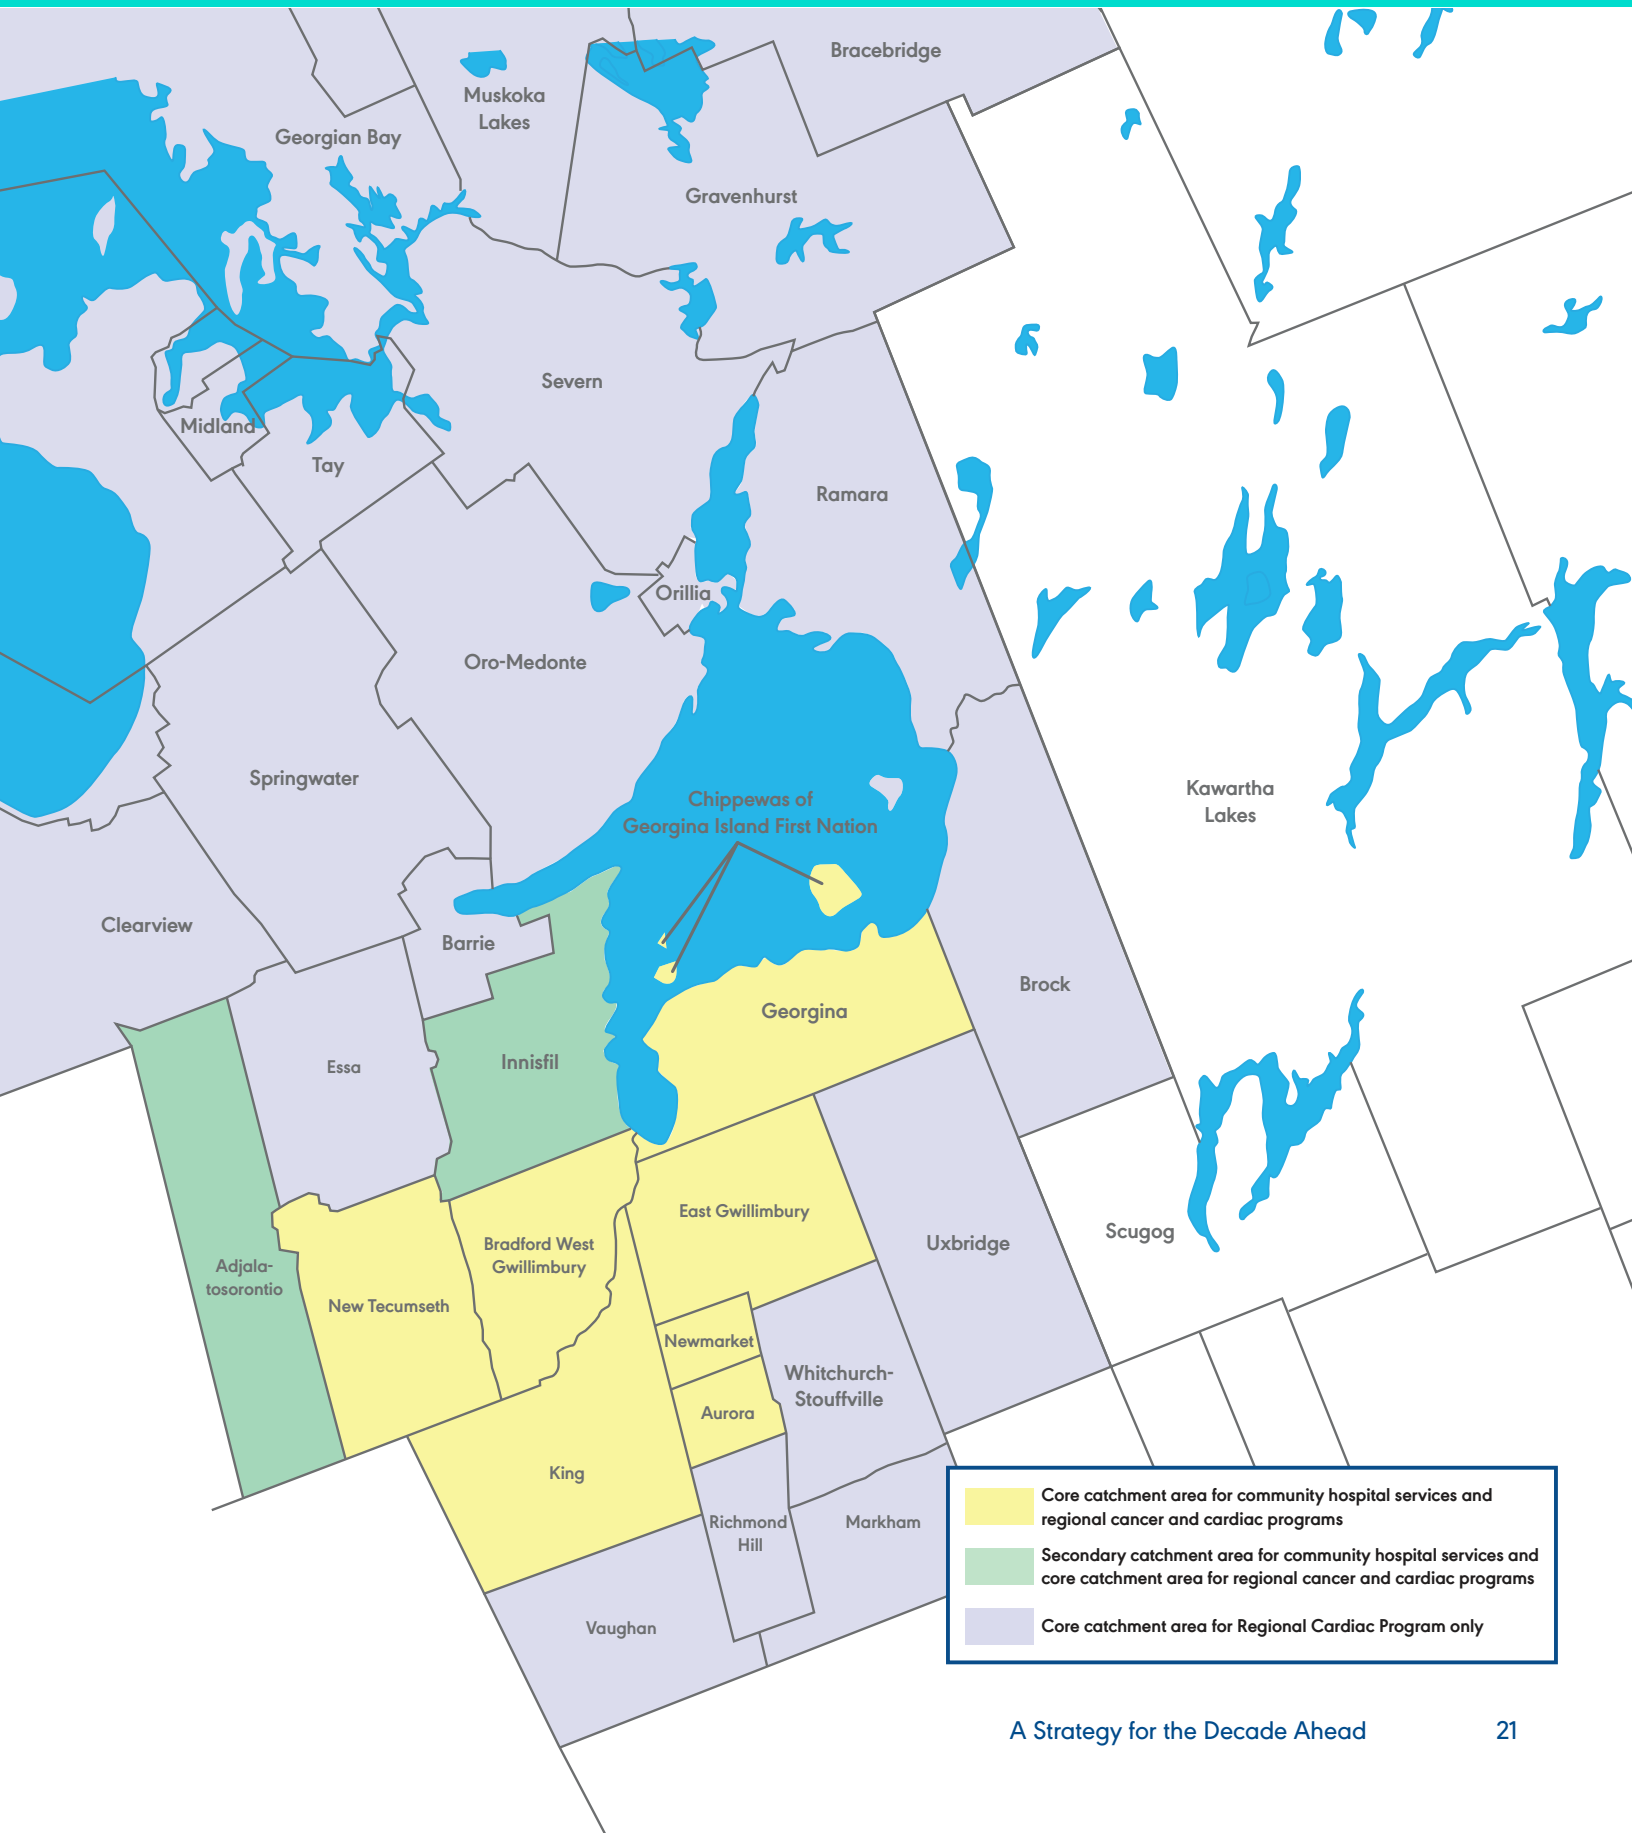 Bracebridge
Muskoka
Lakes
Georgian Bay
Gravenhurst
Severn
Midland
Tay
Ramara
Orillia
Oro-Medonte
Springwater
Kawartha
Lakes
Chippewas of
Georgina Island First Nation
Clearview
Barrie
Brock
Georgina
Innisfil
Essa
East Gwillimbury
Scugog
Bradford West
Gwillimbury
Uxbridge
Adjala-
tosorontio
New Tecumseth
Newmarket
Whitchurch-
Stouffville
Aurora
King
Richmond
Hill
Markham
Vaughan
Core catchment area for community hospital services and
regional cancer and cardiac programs
Secondary catchment area for community hospital services and
core catchment area for regional cancer and cardiac programs
Core catchment area for Regional Cardiac Program only
A Strategy for the Decade Ahead 21